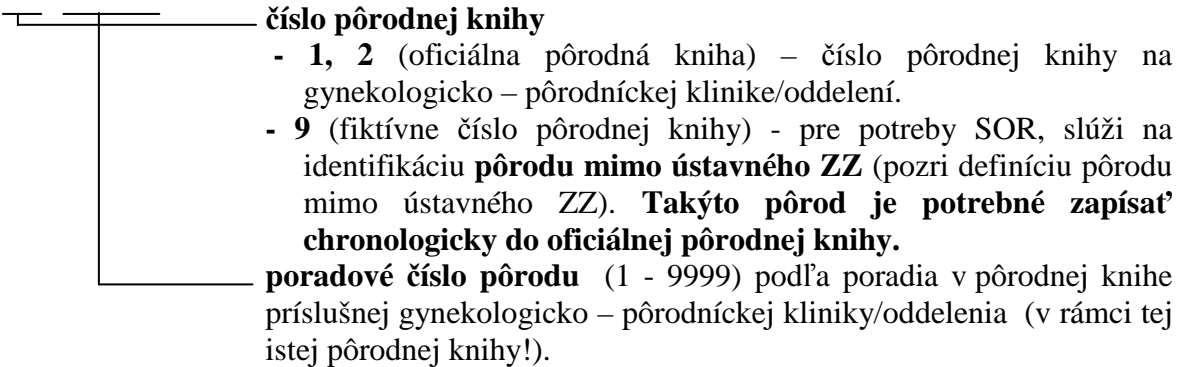 číslo pôrodnej knihy
- 1, 2 (oficiálna pôrodná kniha) – číslo pôrodnej knihy na
gynekologicko – pôrodníckej klinike/oddelení.
- 9 (fiktívne číslo pôrodnej knihy) - pre potreby SOR, slúži na
identifikáciu pôrodu mimo ústavného ZZ (pozri definíciu pôrodu
mimo ústavného ZZ). Takýto pôrod je potrebné zapísať
chronologicky do oficiálnej pôrodnej knihy.
poradové číslo pôrodu (1 - 9999) podľa poradia v pôrodnej knihe
príslušnej gynekologicko – pôrodníckej kliniky/oddelenia (v rámci tej
istej pôrodnej knihy!).